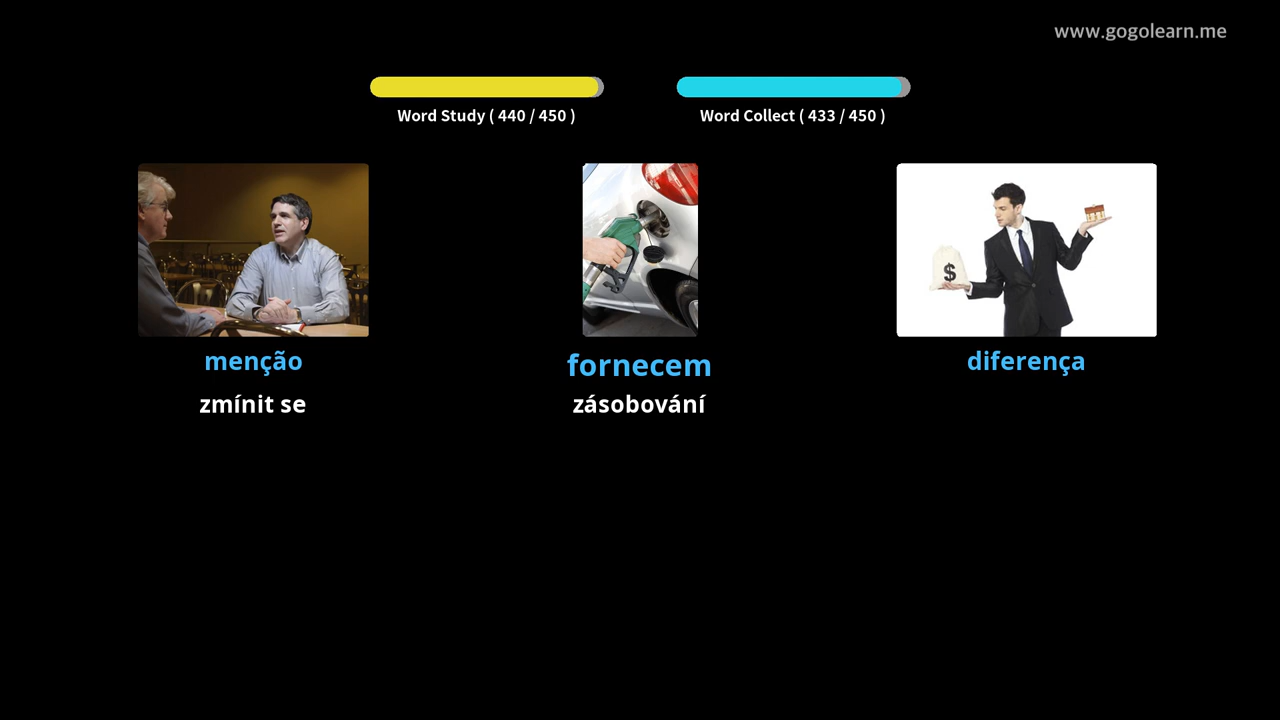 www.gogolearn.me
Word Study ( 440 / 450 )
Word Collect ( 433 / 450 )
menção
fornecem
diferença
zmínit se
zásobování
$